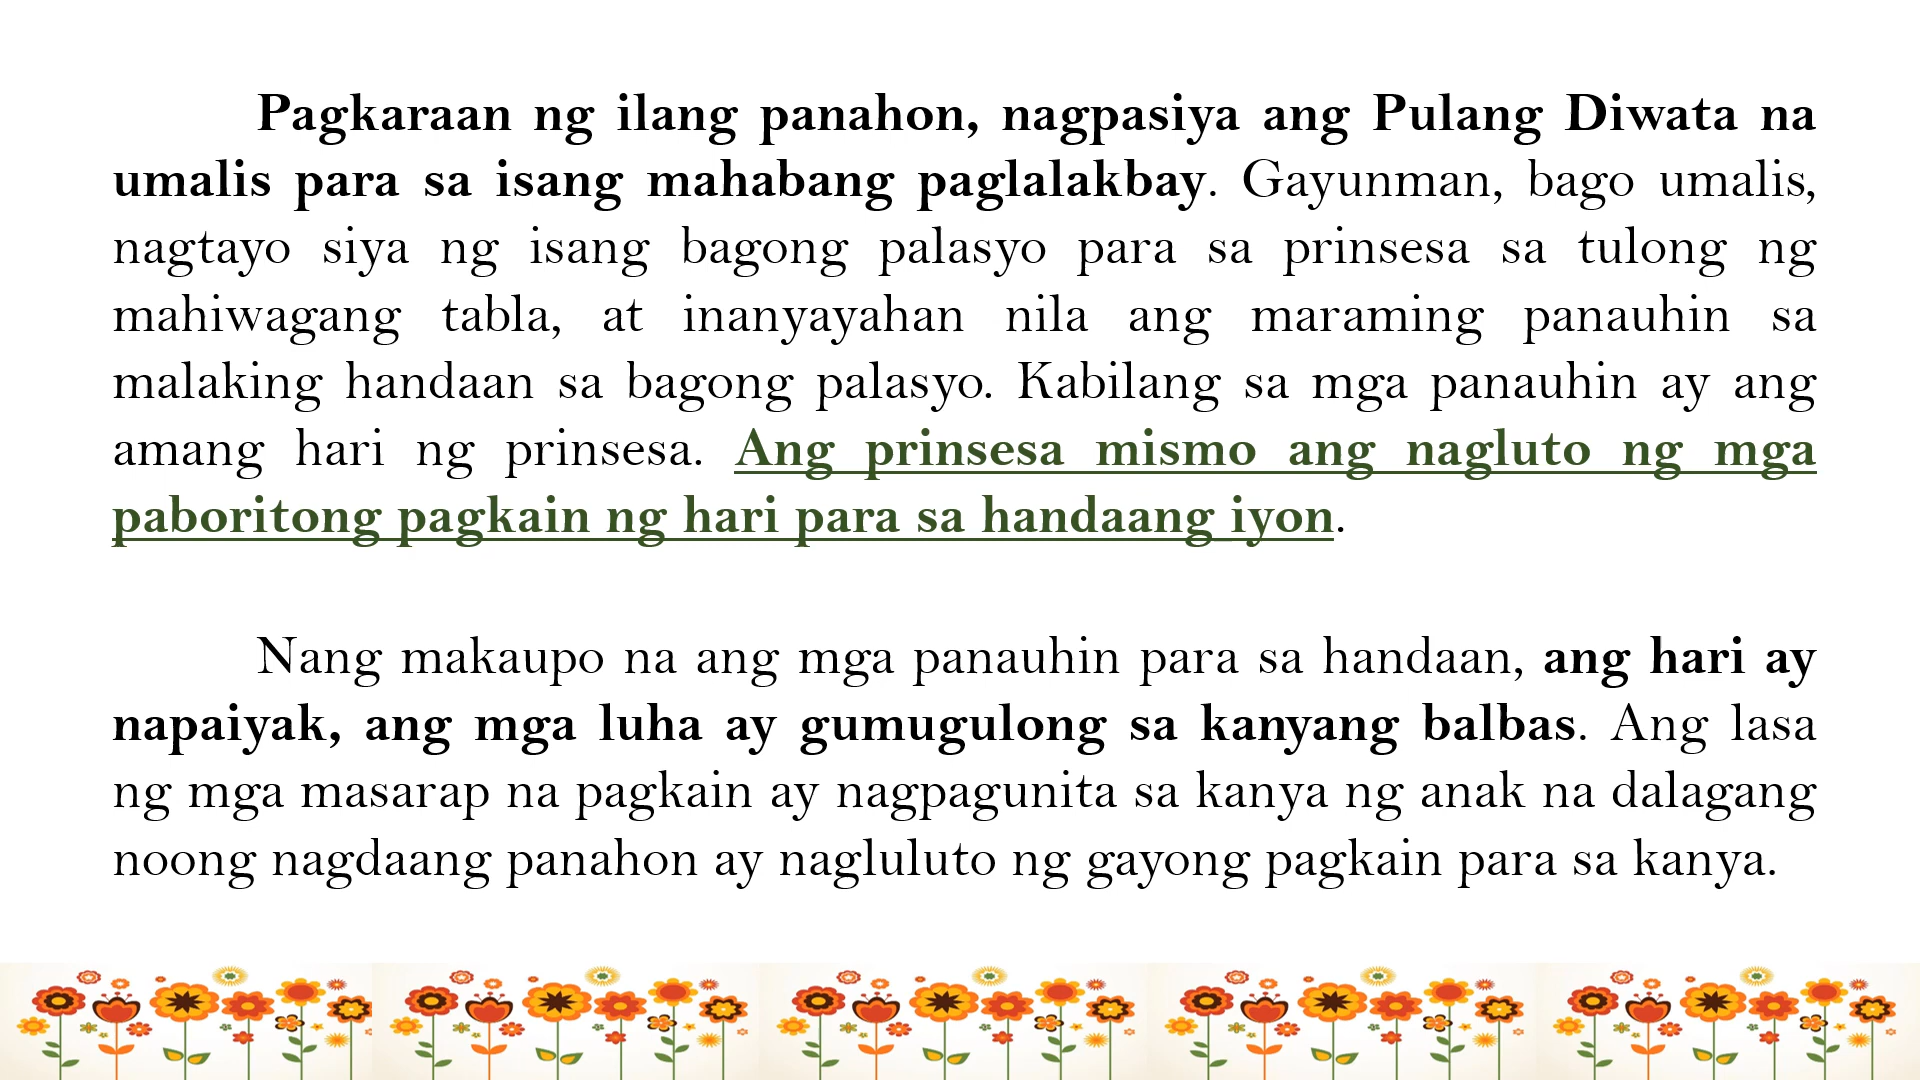 Pagkaraan ng ilang panahon, nagpasiya ang Pulang Diwata na
umalis para sa isang mahabang paglalakbay. Gayunman, bago umalis,
nagtayo siya ng isang bagong palasyo para sa prinsesa sa tulong ng
mahiwagang tabla, at inanyayahan nila ang maraming panauhin sa
malaking handaan sa bagong palasyo. Kabilang sa mga panauhin ay ang
amang hari ng prinsesa. Ang prinsesa mismo ang nagluto ng mga
paboritong pagkain ng hari para sa handaang iyon.
Nang makaupo na ang mga panauhin para sa handaan, ang hari ay
napaiyak, ang mga luha ay gumugulong sa kanyang balbas. Ang lasa
ng mga masarap na pagkain ay nagpagunita sa kanya ng anak na dalagang
noong nagdaang panahon ay nagluluto ng gayong pagkain para sa kanya.